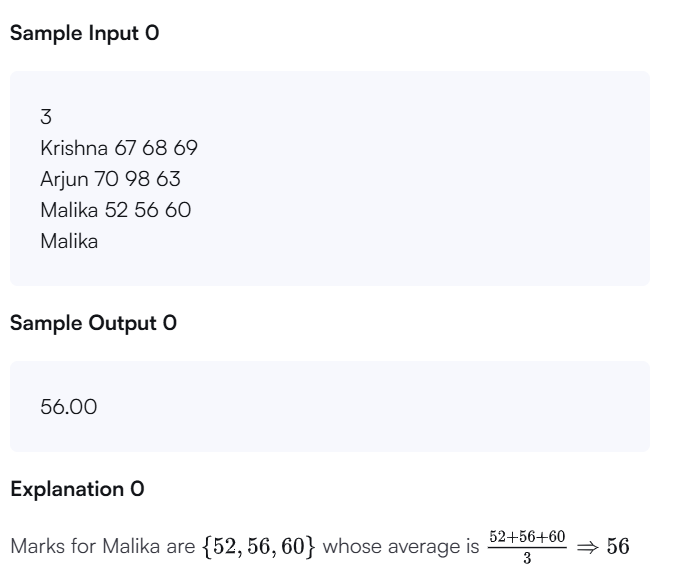 Sample Input 0
3
Krishna 67 68 69
Arjun 70 98 63
Malika 52 56 60
Malika
Sample Output 0
56.00
Explanation 0
Marks for Malika are {52, 56, 60} whose average is 52+56+60/3 ⇒ 56